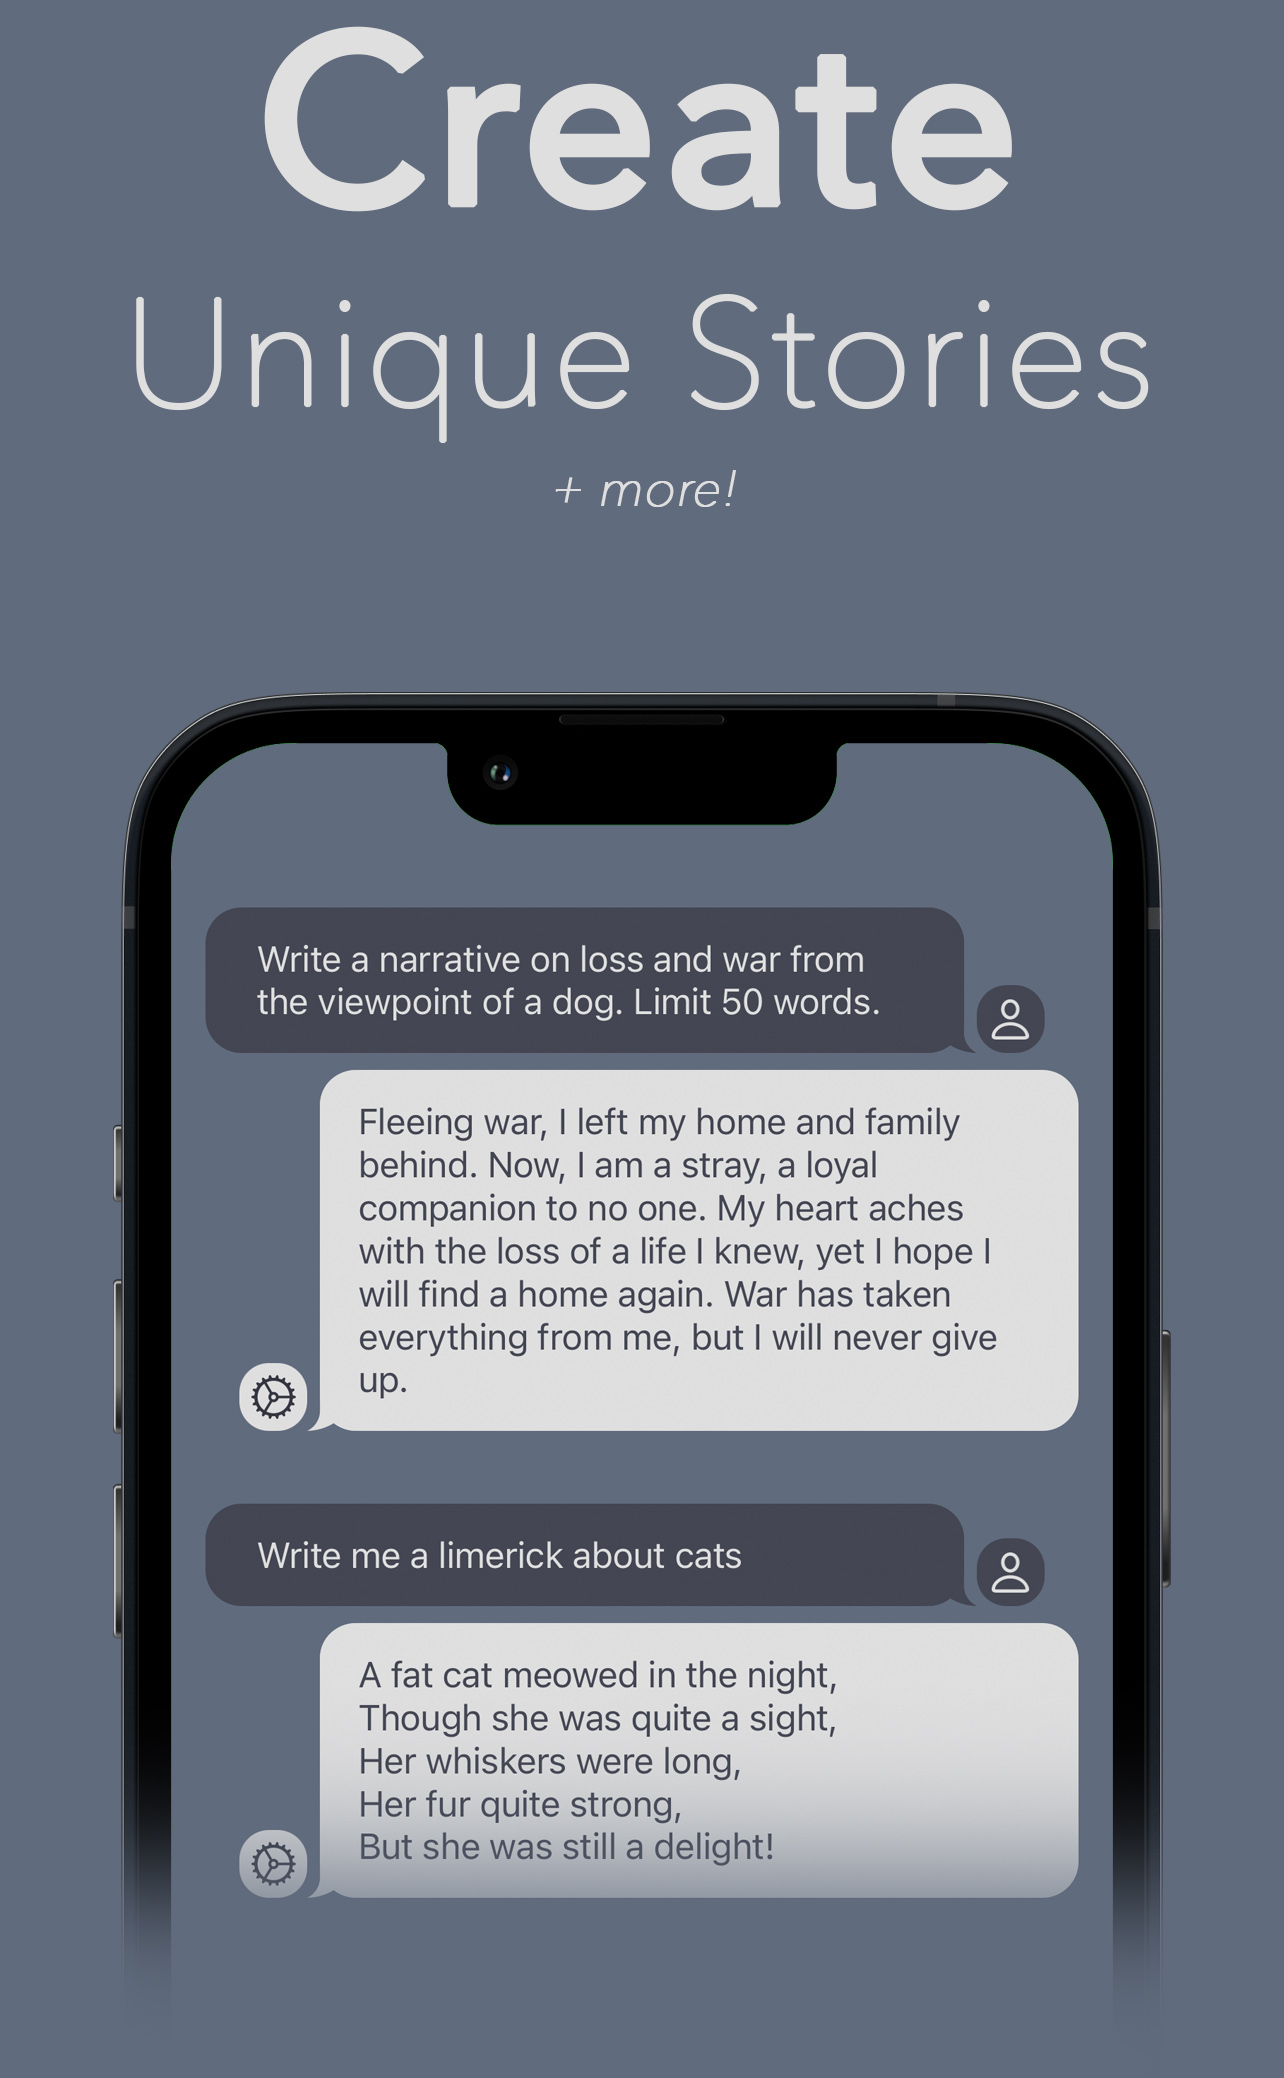 Create
Unique Stories
+ more!
Write a narrative on loss and war from
the viewpoint of a dog. Limit 50 words.
Fleeing war, I left my home and family
behind. Now, I am a stray, a loyal
companion to no one. My heart aches
with the loss of a life I knew, yet I hope I
will find a home again. War has taken
everything from me, but I will never give
up.
Write me a limerick about cats
A fat cat meowed in the night,
Though she was quite a sight,
Her whiskers were long,
Her fur quite strong,
But she was still a delight!